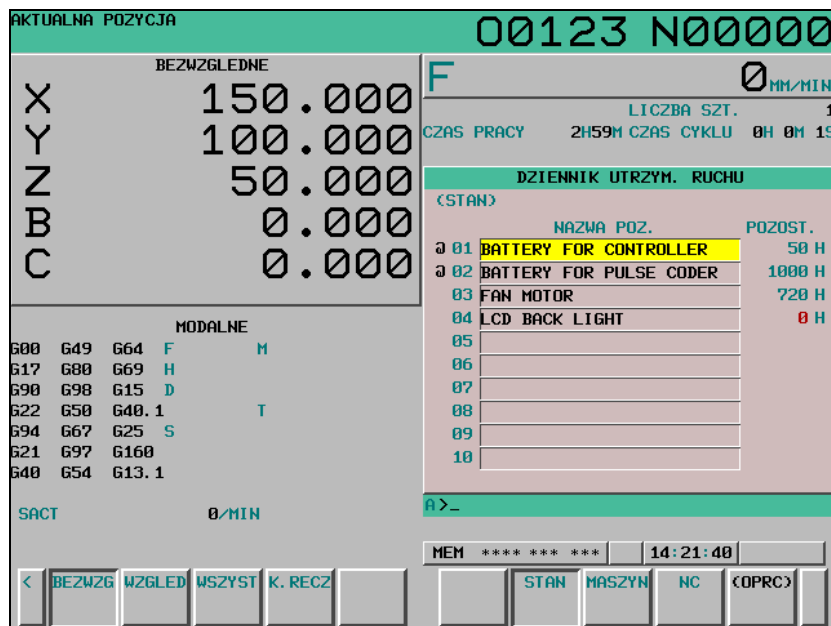 AKTUALNA POZYCJA
O0123 N00000
BEZWZGLEDNE
X 150.000
Y 100.000
Z 50.000
B 0.000
C 0.000
F 0 MM/MIN
LICZBA SZT. 1
CZAS PRACY 2H59M CZAS CYKLU 0H 0M 1S
DZIENNIK UTRZYM. RUCHU
(STAN)
NAZWA POZ. POZOST.
@ 01 BATTERY FOR CONTROLLER 50 H
@ 02 BATTERY FOR PULSE CODER 1000 H
03 FAN MOTOR 720 H
04 LCD BACK LIGHT 0 H
05
06
07
08
09
10
MODALNE
G00 G49 G64 F M
G17 G80 G69 H
G90 G98 G15 D
G22 G50 G40.1 T
G94 G67 G25 S
G21 G97 G160
G40 G54 G13.1
SACT 0/MIN
A>_
MEM **** *** *** 14:21:40
< BEZWZG WZGLED WSZYST K.RECZ
STAN MASZYN NC (OPRC)